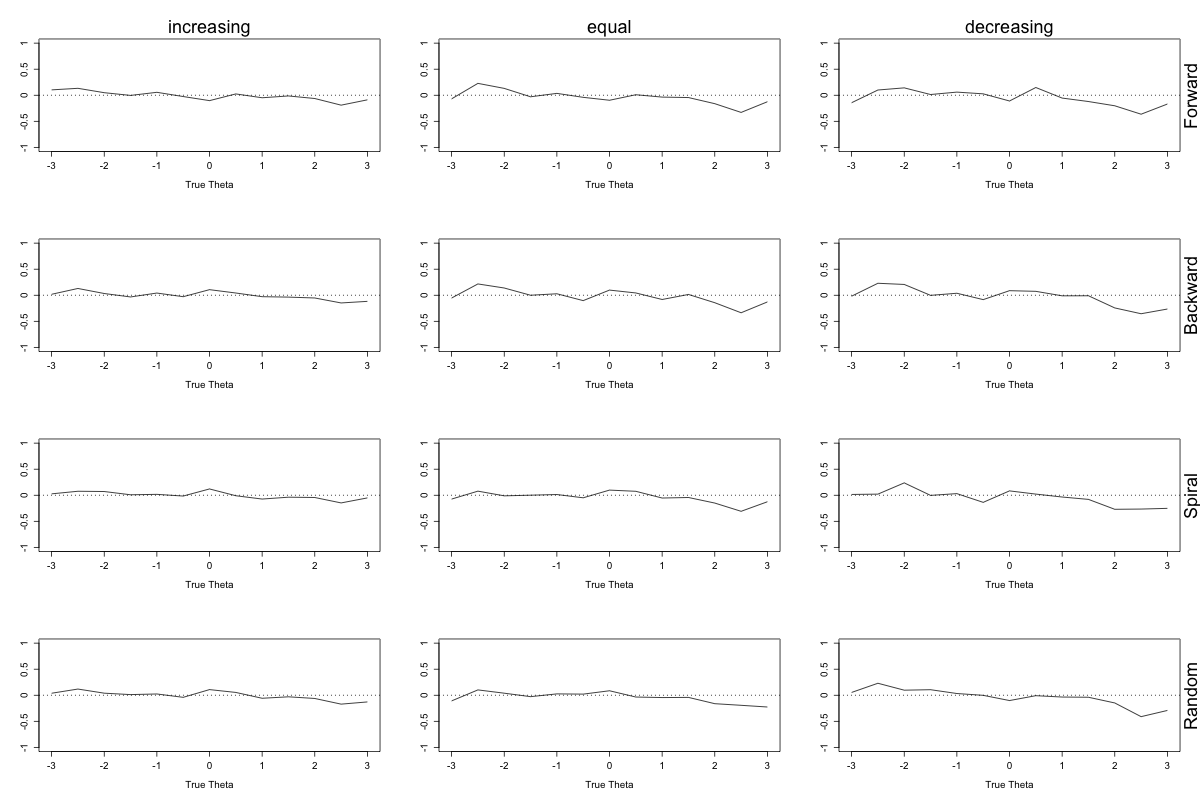 increasing equal decreasing
1 0.5 0 -0.5 -1 1 0.5 0 -0.5 -1 1 0.5 0 -0.5 -1 Forward
-3 -2 -1 0 1 2 3 -3 -2 -1 0 1 2 3 -3 -2 -1 0 1 2 3
True Theta True Theta True Theta
1 0.5 0 -0.5 -1 1 0.5 0 -0.5 -1 1 0.5 0 -0.5 -1 Backward
-3 -2 -1 0 1 2 3 -3 -2 -1 0 1 2 3 -3 -2 -1 0 1 2 3
True Theta True Theta True Theta
1 0.5 0 -0.5 -1 1 0.5 0 -0.5 -1 1 0.5 0 -0.5 -1 Spiral
-3 -2 -1 0 1 2 3 -3 -2 -1 0 1 2 3 -3 -2 -1 0 1 2 3
True Theta True Theta True Theta
1 0.5 0 -0.5 -1 1 0.5 0 -0.5 -1 1 0.5 0 -0.5 -1 Random
-3 -2 -1 0 1 2 3 -3 -2 -1 0 1 2 3 -3 -2 -1 0 1 2 3
True Theta True Theta True Theta